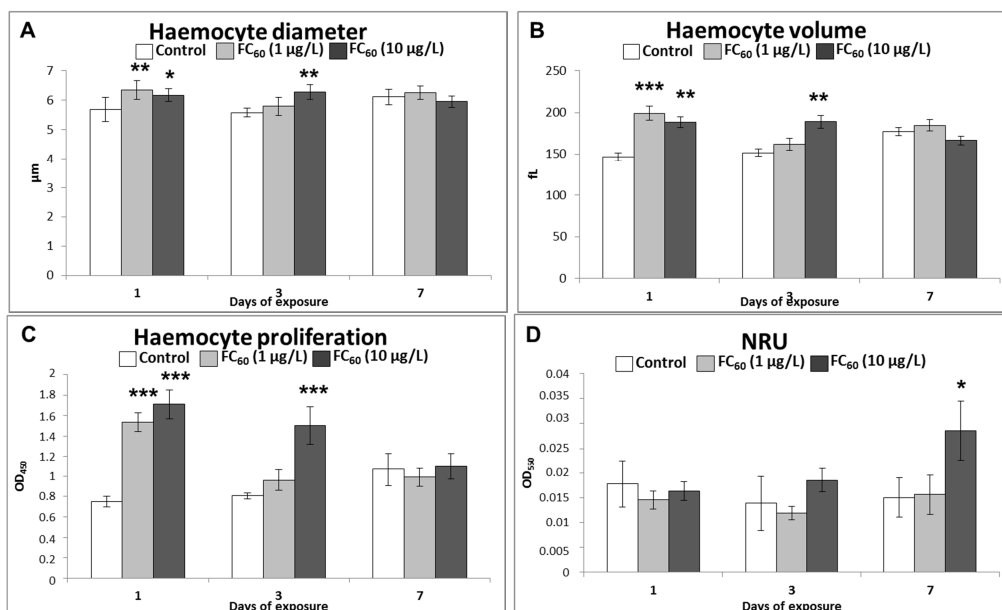 A
Haemocyte diameter
Control FC60 (1 µg/L) FC60 (10 µg/L)
** * **
7
6
5
4
3
2
1
0
µm
1 3 7
Days of exposure
B
Haemocyte volume
Control FC60 (1 µg/L) FC60 (10 µg/L)
*** ** **
250
200
150
100
50
0
fL
1 3 7
Days of exposure
C
Haemocyte proliferation
Control FC60 (1 µg/L) FC60 (10 µg/L)
*** *** ***
2
1.8
1.6
1.4
1.2
1
0.8
0.6
0.4
0.2
0
OD450
1 3 7
Days of exposure
D
NRU
Control FC60 (1 µg/L) FC60 (10 µg/L)
*
0.04
0.035
0.03
0.025
0.02
0.015
0.01
0.005
0
OD550
1 3 7
Days of exposure